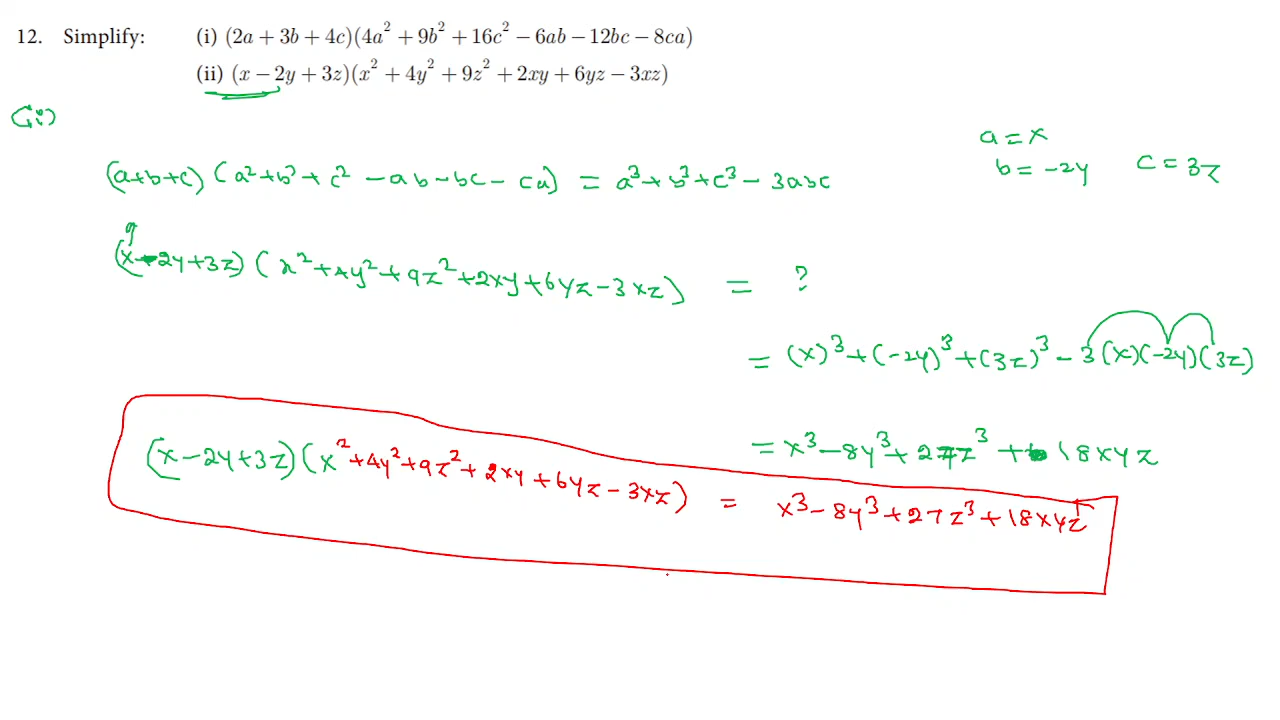 12. Simplify: (i) (2a + 3b + 4c)(4a² + 9b² + 16c² − 6ab − 12bc − 8ca)
(ii) (x − 2y + 3z)(x² + 4y² + 9z² + 2xy + 6yz − 3xz)
(ii)
a = x
b = -2y c = 3z
(a+b+c) (a²+b²+c²-ab-bc-ca) = a³+b³+c³-3abc
(x-2y+3z) (x²+4y²+9z²+2xy+6yz-3xz) = ?
= (x)³+(-2y)³+(3z)³-3(x)(-2y)(3z)
= x³-8y³+27z³+18xyz
(x-2y+3z)(x²+4y²+9z²+2xy+6yz-3xz) = x³-8y³+27z³+18xyz